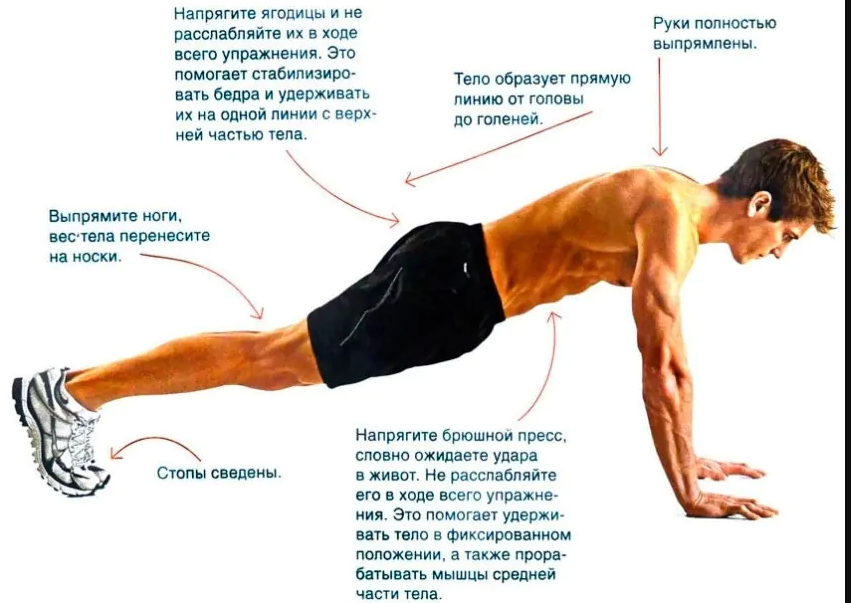 Напрягите ягодицы и не
расслабляйте их в ходе
всего упражнения. Это
помогает стабилизиро-
вать бедра и удерживать
их на одной линии с верх-
ней частью тела.
Руки полностью
выпрямлены.
Тело образует прямую
линию от головы
до голеней.
Выпрямите ноги,
вес тела перенесите
на носки.
Стопы сведены.
Напрягите брюшной пресс,
словно ожидаете удара
в живот. Не расслабляйте
его в ходе всего упражне-
ния. Это помогает удержи-
вать тело в фиксированном
положении, а также прора-
батывать мышцы средней
части тела.